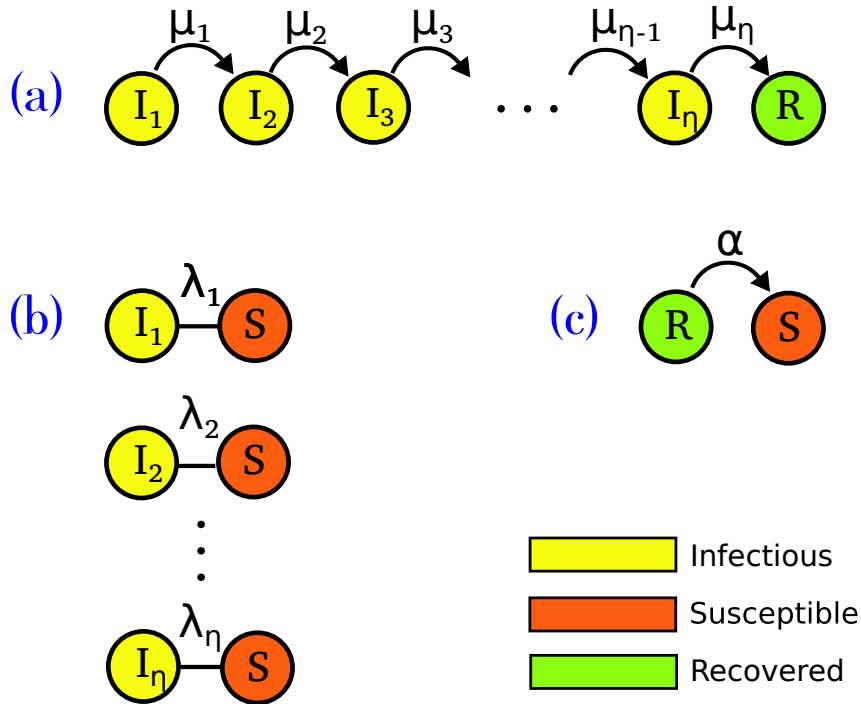 μ₁ μ₂ μ₃ μη-1 μη
(a) I₁ I₂ I₃ . . . Iη R
λ₁ α
(b) I₁ S (c) R S
λ₂
I₂ S
λη
Iη S
Infectious
Susceptible
Recovered